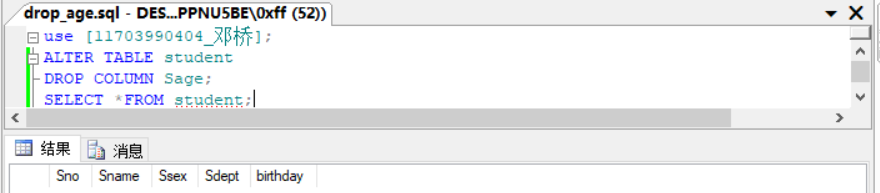 drop_age.sql - DES...PPNU5BE\0xff (52))
use [11703990404_邓桥];
ALTER TABLE student
DROP COLUMN Sage;
SELECT *FROM student;
结果 消息
Sno Sname Ssex Sdept birthday